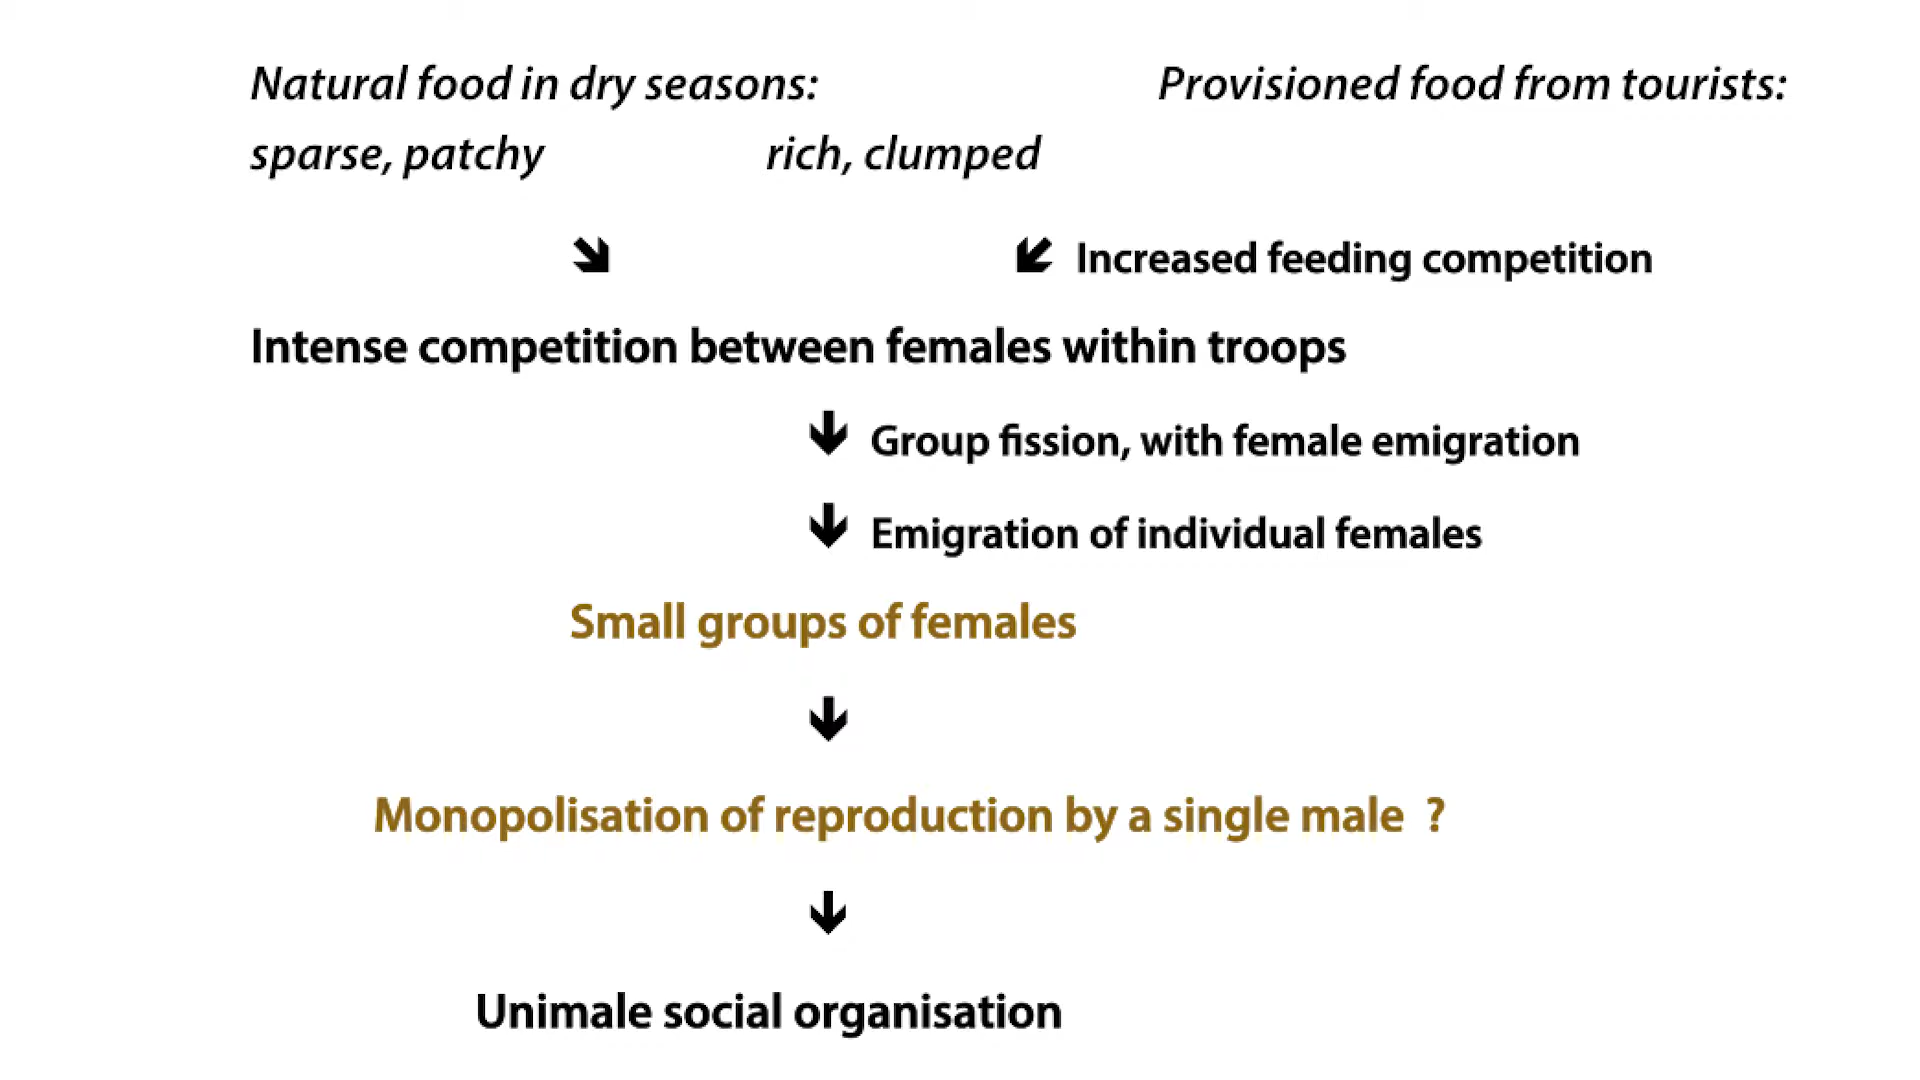 Natural food in dry seasons: Provisioned food from tourists:
sparse, patchy rich, clumped
Increased feeding competition
Intense competition between females within troops
Group fission, with female emigration
Emigration of individual females
Small groups of females
Monopolisation of reproduction by a single male ?
Unimale social organisation